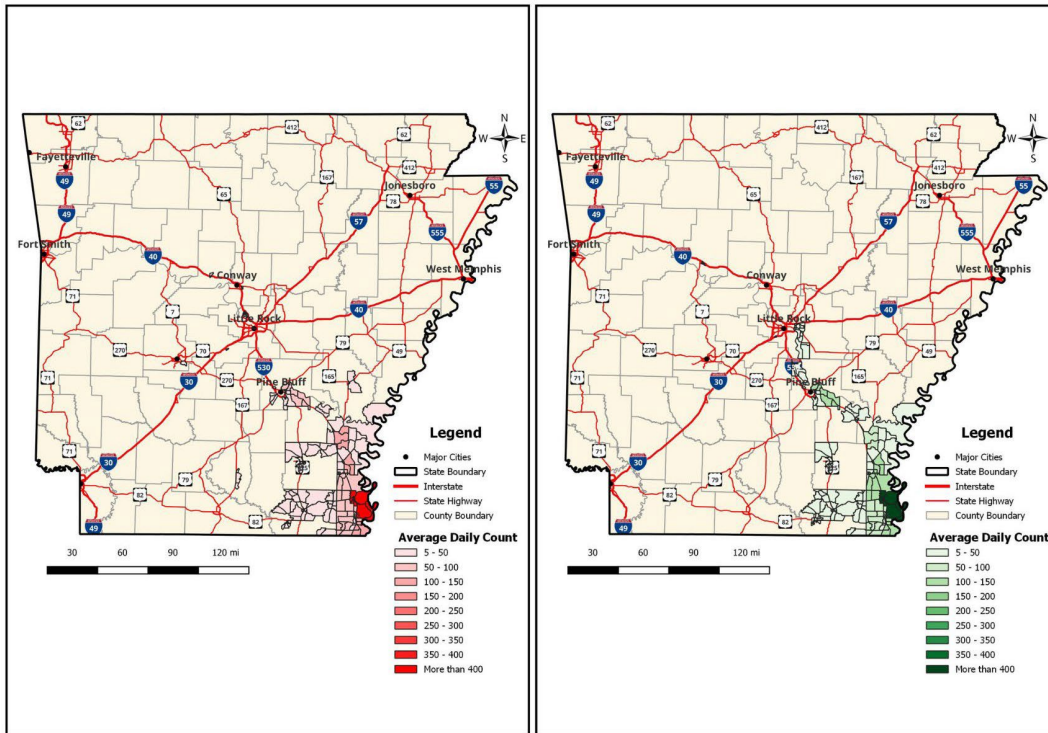 62
412
62
N
W E
S
Fayetteville
412
49
167
55
65
Jonesboro
78
49
57
555
Fort Smith
40
Conway
West Memphis
71
7
Little Rock
40
79
270
70
49
530
71
30
270
165
Pine Bluff
167
Legend
Major Cities
71
State Boundary
30
Interstate
79
State Highway
82
County Boundary
82
49
Average Daily Count
30 60 90 120 mi
5 - 50
50 - 100
100 - 150
150 - 200
200 - 250
250 - 300
300 - 350
350 - 400
More than 400
62
412
62
N
W E
S
Fayetteville
412
49
167
55
65
Jonesboro
78
49
57
555
Fort Smith
40
Conway
West Memphis
71
7
Little Rock
40
79
270
70
49
71
30
270
165
Pine Bluff
167
Legend
Major Cities
71
State Boundary
30
Interstate
79
State Highway
82
County Boundary
82
49
Average Daily Count
30 60 90 120 mi
5 - 50
50 - 100
100 - 150
150 - 200
200 - 250
250 - 300
300 - 350
350 - 400
More than 400